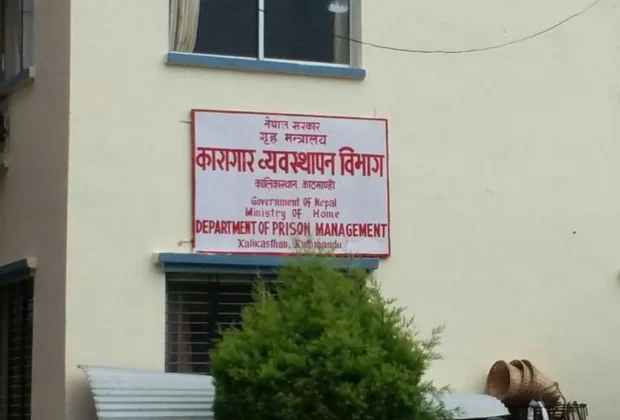 नेपाल सरकार
गृह मन्त्रालय
कारागार व्यवस्थापन विभाग
कालिकास्थान, काठमाण्डौ
Government of Nepal
Ministry of Home
DEPARTMENT OF PRISON MANAGEMENT
Kalicasthan, Kathmandu